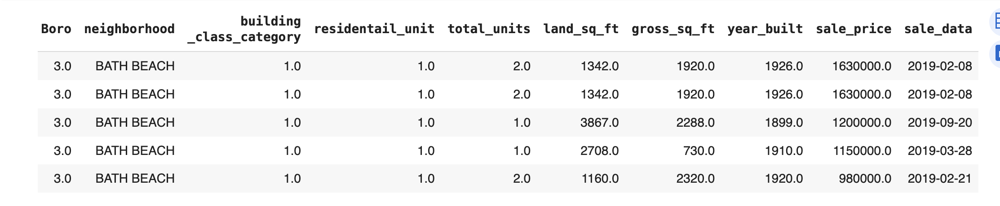 Boro neighborhood building _class_category residentail_unit total_units land_sq_ft gross_sq_ft year_built sale_price sale_data
3.0 BATH BEACH 1.0 1.0 2.0 1342.0 1920.0 1926.0 1630000.0 2019-02-08
3.0 BATH BEACH 1.0 1.0 2.0 1342.0 1920.0 1926.0 1630000.0 2019-02-08
3.0 BATH BEACH 1.0 1.0 1.0 3867.0 2288.0 1899.0 1200000.0 2019-09-20
3.0 BATH BEACH 1.0 1.0 1.0 2708.0 730.0 1910.0 1150000.0 2019-03-28
3.0 BATH BEACH 1.0 1.0 2.0 1160.0 2320.0 1920.0 980000.0 2019-02-21